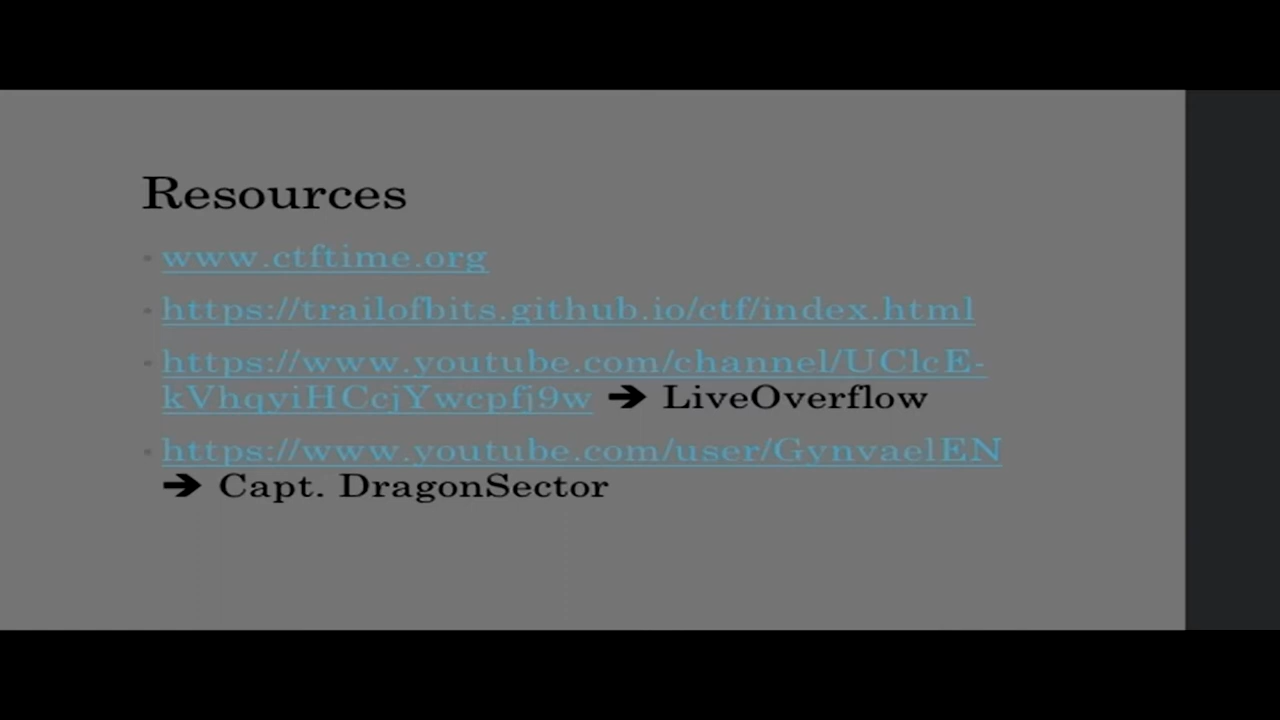 Resources
www.ctftime.org
https://trailofbits.github.io/ctf/index.html
https://www.youtube.com/channel/UClcE-
kVhqyiHCcjYwcpfj9w ➔ LiveOverflow
https://www.youtube.com/user/GynvaelEN
➔ Capt. DragonSector